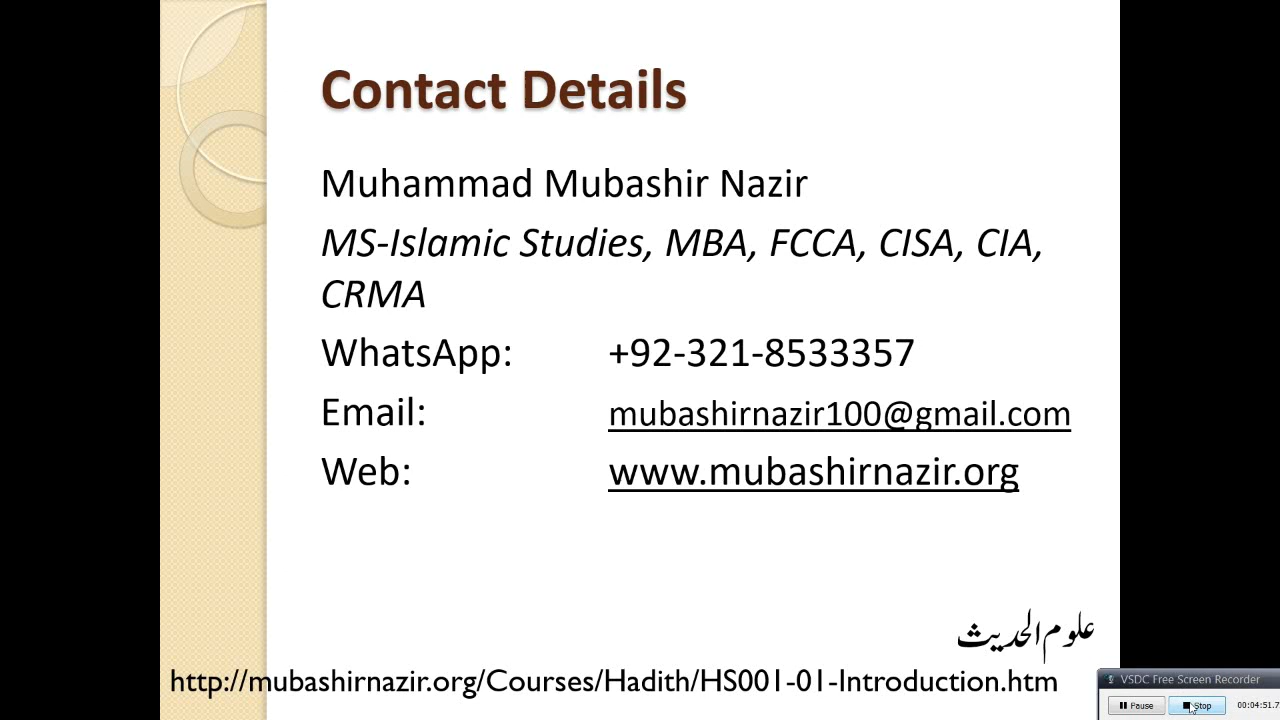 Contact Details
Muhammad Mubashir Nazir
MS-Islamic Studies, MBA, FCCA, CISA, CIA,
CRMA
WhatsApp: +92-321-8533357
Email: mubashirnazir100@gmail.com
Web: www.mubashirnazir.org
علوم الحدیث
http://mubashirnazir.org/Courses/Hadith/HS001-01-Introduction.htm
VSDC Free Screen Recorder
Pause Stop 00:04:51.7